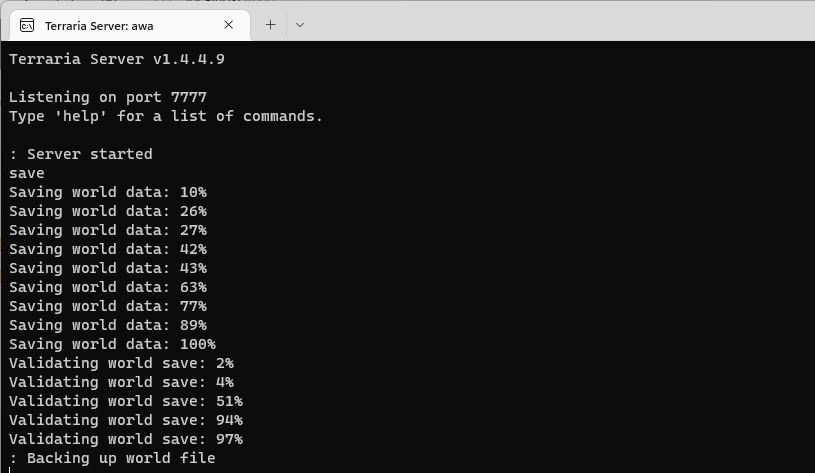 Terraria Server: awa
Terraria Server v1.4.4.9
Listening on port 7777
Type 'help' for a list of commands.
: Server started
save
Saving world data: 10%
Saving world data: 26%
Saving world data: 27%
Saving world data: 42%
Saving world data: 43%
Saving world data: 63%
Saving world data: 77%
Saving world data: 89%
Saving world data: 100%
Validating world save: 2%
Validating world save: 4%
Validating world save: 51%
Validating world save: 94%
Validating world save: 97%
: Backing up world file